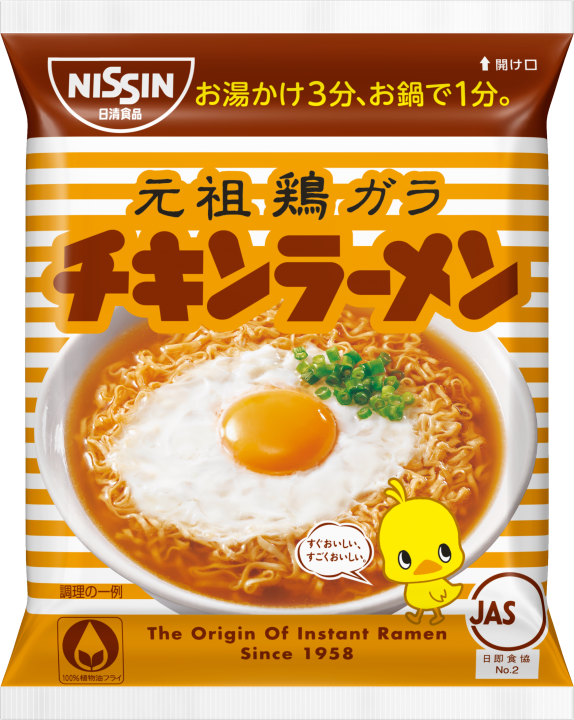 NISSIN
日清食品
お湯かけ3分、お鍋で1分。
開け口
元祖鶏ガラ
チキンラーメン
すぐおいしい、
すごくおいしい。
調理の一例
100%植物油フライ
The Origin Of Instant Ramen
Since 1958
JAS
日即食協
No.2